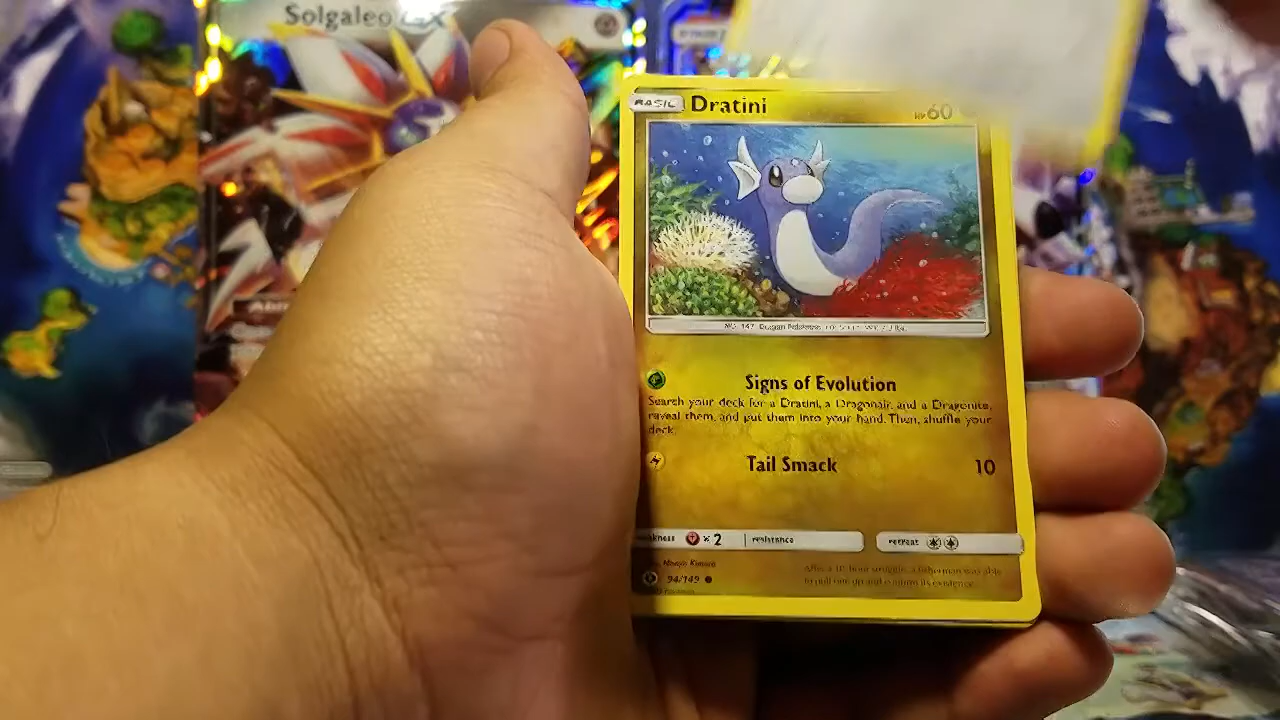 Solgaleo GX
BASIC Dratini HP60
Signs of Evolution
Search your deck for a Dratini, a Dragonair, and a Dragonite,
reveal them, and put them into your hand. Then, shuffle your
deck.
Tail Smack 10
weakness × 2 resistance retreat
94/149